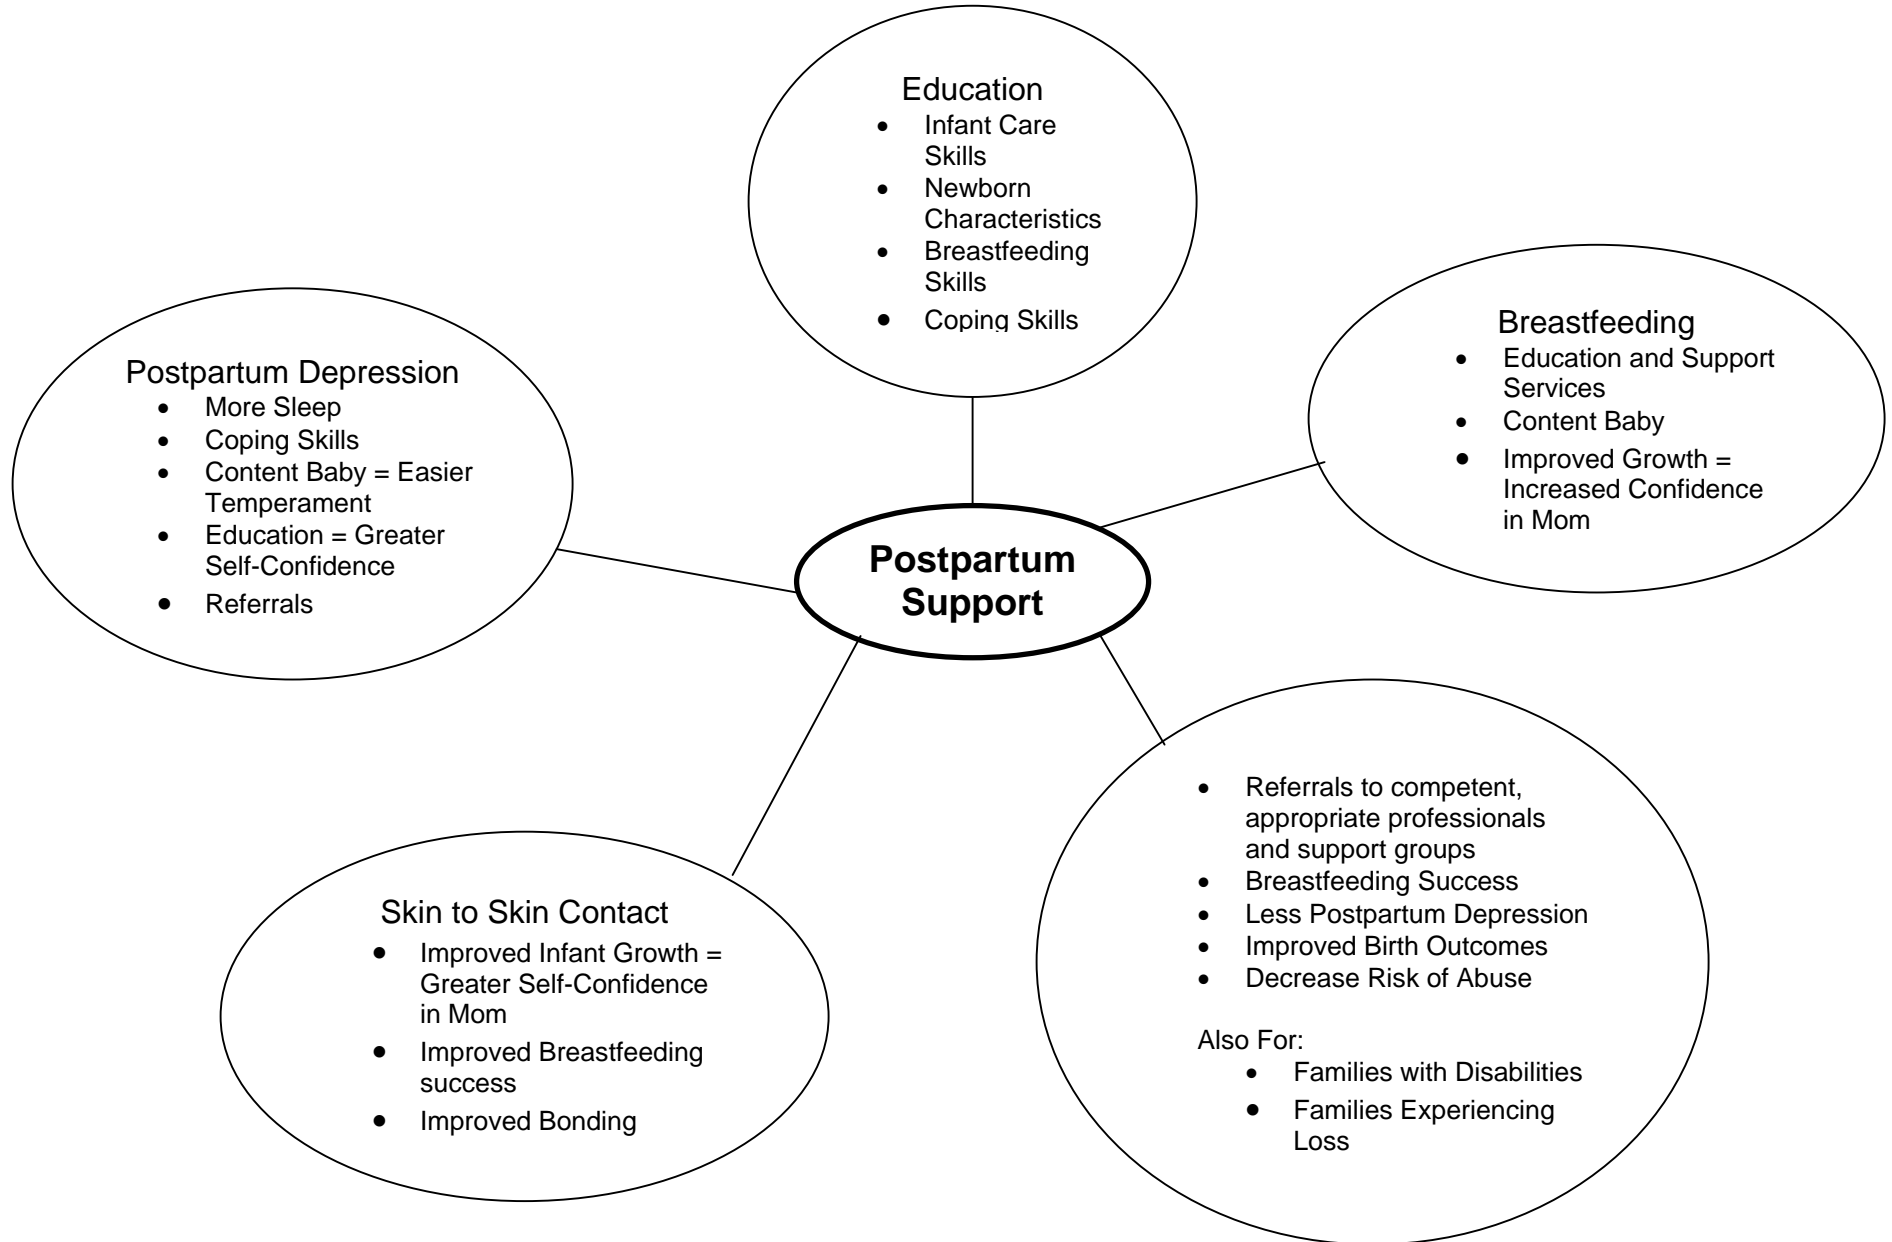 Education
• Infant Care
Skills
• Newborn
Characteristics
• Breastfeeding
Skills
• Coping Skills
Breastfeeding
• Education and Support
Services
• Content Baby
• Improved Growth =
Increased Confidence
in Mom
Postpartum Depression
• More Sleep
• Coping Skills
• Content Baby = Easier
Temperament
• Education = Greater
Self-Confidence
• Referrals
Postpartum
Support
• Referrals to competent,
appropriate professionals
and support groups
• Breastfeeding Success
• Less Postpartum Depression
• Improved Birth Outcomes
• Decrease Risk of Abuse
Also For:
• Families with Disabilities
• Families Experiencing
Loss
Skin to Skin Contact
• Improved Infant Growth =
Greater Self-Confidence
in Mom
• Improved Breastfeeding
success
• Improved Bonding